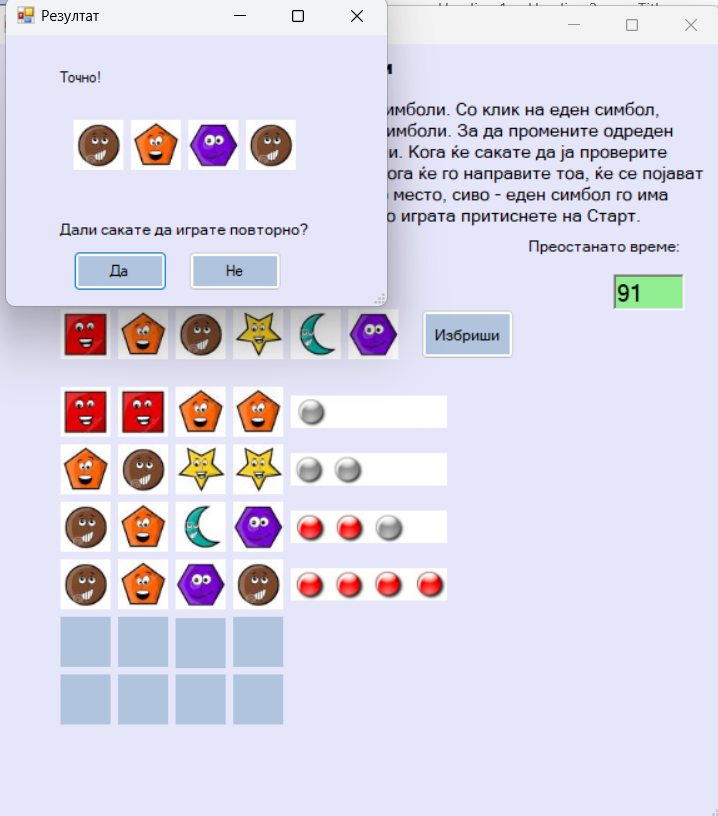 Резултат
Точно!
Дали сакате да играте повторно?
Да
Не
имболи. Со клик на еден симбол,
имболи. За да промените одреден
и. Кога ќе сакате да ја проверите
ога ќе го направите тоа, ќе се појават
место, сиво - еден симбол го има
о играта притиснете на Старт.
Преостанато време:
91
Избриши